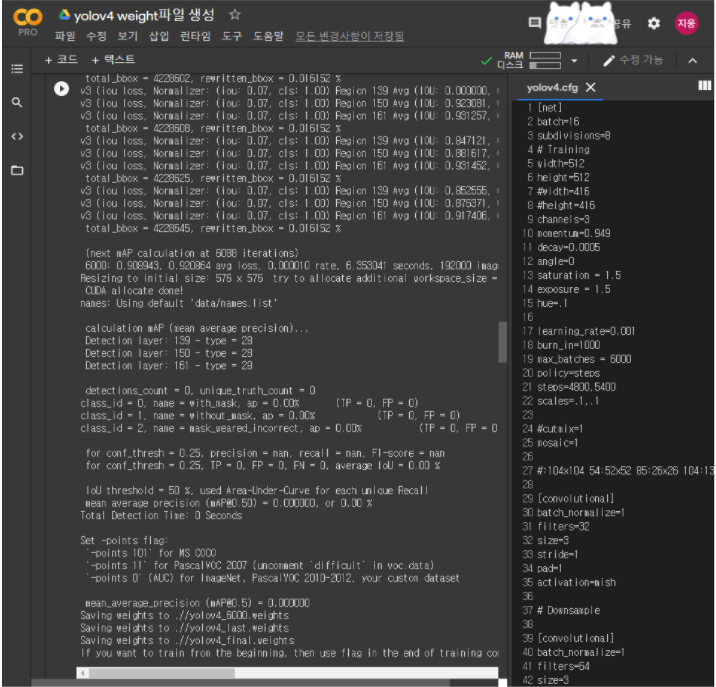 CO
PRO
yolov4 weight파일 생성
파일 수정 보기 삽입 런타임 도구 도움말 모든 변경사항이 저장됨
공유
지용
+ 코드 + 텍스트
RAM
디스크
수정 가능
total_bbox = 4228602, rewritten_bbox = 0.016152 %
v3 (iou loss, Normalizer: (iou: 0.07, cls: 1.00) Region 139 Avg (IOU: 0.000000,
v3 (iou loss, Normalizer: (iou: 0.07, cls: 1.00) Region 150 Avg (IOU: 0.923081,
v3 (iou loss, Normalizer: (iou: 0.07, cls: 1.00) Region 161 Avg (IOU: 0.931257,
total_bbox = 4228608, rewritten_bbox = 0.016152 %
v3 (iou loss, Normalizer: (iou: 0.07, cls: 1.00) Region 139 Avg (IOU: 0.847121,
v3 (iou loss, Normalizer: (iou: 0.07, cls: 1.00) Region 150 Avg (IOU: 0.881617,
v3 (iou loss, Normalizer: (iou: 0.07, cls: 1.00) Region 161 Avg (IOU: 0.931452,
total_bbox = 4228625, rewritten_bbox = 0.016152 %
v3 (iou loss, Normalizer: (iou: 0.07, cls: 1.00) Region 139 Avg (IOU: 0.852555,
v3 (iou loss, Normalizer: (iou: 0.07, cls: 1.00) Region 150 Avg (IOU: 0.876371,
v3 (iou loss, Normalizer: (iou: 0.07, cls: 1.00) Region 161 Avg (IOU: 0.917406,
total_bbox = 4228645, rewritten_bbox = 0.016152 %
(next mAP calculation at 6088 iterations)
6000: 0.908943, 0.920864 avg loss, 0.000010 rate, 6.353041 seconds, 192000 imag
Resizing to initial size: 576 x 576 try to allocate additional workspace_size =
CUDA allocate done!
names: Using default 'data/names.list'
calculation mAP (mean average precision)...
Detection layer: 139 - type = 28
Detection layer: 150 - type = 28
Detection layer: 161 - type = 28
detections_count = 0, unique_truth_count = 0
class_id = 0, name = with_mask, ap = 0.00% (TP = 0, FP = 0)
class_id = 1, name = without_mask, ap = 0.00% (TP = 0, FP = 0)
class_id = 2, name = mask_weared_incorrect, ap = 0.00% (TP = 0, FP = 0
for conf_thresh = 0.25, precision = nan, recall = nan, F1-score = nan
for conf_thresh = 0.25, TP = 0, FP = 0, FN = 0, average IoU = 0.00 %
IoU threshold = 50 %, used Area-Under-Curve for each unique Recall
mean average precision (mAP@0.50) = 0.000000, or 0.00 %
Total Detection Time: 0 Seconds
Set -points flag:
`-points 101` for MS COCO
`-points 11` for PascalVOC 2007 (uncomment `difficult` in voc.data)
`-points 0` (AUC) for ImageNet, PascalVOC 2010-2012, your custom dataset
mean_average_precision (mAP@0.5) = 0.000000
Saving weights to .//yolov4_6000.weights
Saving weights to .//yolov4_last.weights
Saving weights to .//yolov4_final.weights
If you want to train from the beginning, then use flag in the end of training co
yolov4.cfg
1 [net]
2 batch=16
3 subdivisions=8
4 # Training
5 width=512
6 height=512
7 #width=416
8 #height=416
9 channels=3
10 momentum=0.949
11 decay=0.0005
12 angle=0
13 saturation = 1.5
14 exposure = 1.5
15 hue=.1
16
17 learning_rate=0.001
18 burn_in=1000
19 max_batches = 6000
20 policy=steps
21 steps=4800,5400
22 scales=.1,.1
23
24 #cutmix=1
25 mosaic=1
26
27 #:104x104 54:52x52 85:26x26 104:13
28
29 [convolutional]
30 batch_normalize=1
31 filters=32
32 size=3
33 stride=1
34 pad=1
35 activation=mish
36
37 # Downsample
38
39 [convolutional]
40 batch_normalize=1
41 filters=64
42 size=3